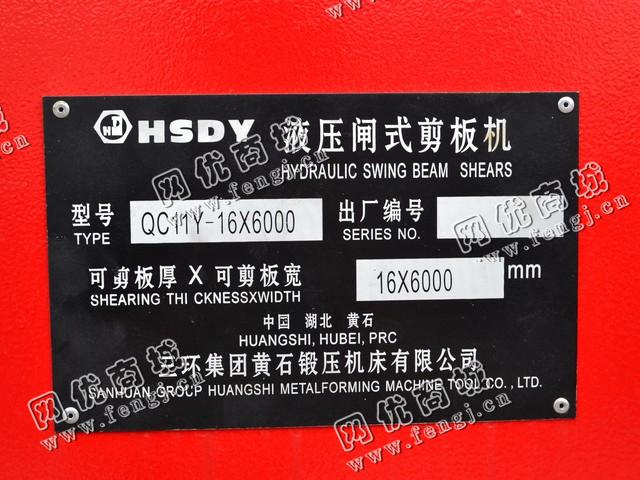 HSDY 液压闸式剪板机
HYDRAULIC SWING BEAM SHEARS
型号 QC11Y-16X6000 出厂编号
TYPE SERIES NO.
可剪板厚 X 可剪板宽 16X6000 mm
SHEARING THI CKNESSXWIDTH
中国 湖北 黄石
HUANGSHI, HUBEI, PRC
三环集团黄石锻压机床有限公司
SANHUAN GROUP HUANGSHI METALFORMING MACHINE TOOL CO., LTD.
网优商城
www.fengj.com